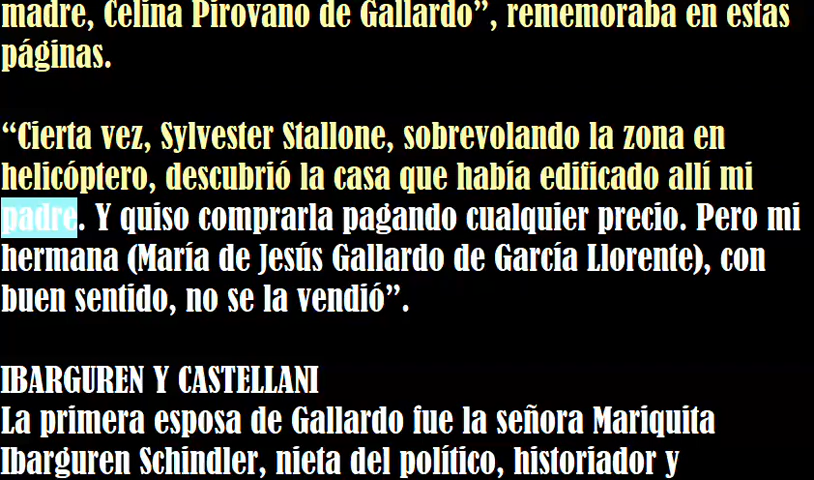 madre, Celina Pirovano de Gallardo”, rememoraba en estas
páginas.
“Cierta vez, Sylvester Stallone, sobrevolando la zona en
helicóptero, descubrió la casa que había edificado allí mi
padre. Y quiso comprarla pagando cualquier precio. Pero mi
hermana (María de Jesús Gallardo de García Llorente), con
buen sentido, no se la vendió”.
IBARGUREN Y CASTELLANI
La primera esposa de Gallardo fue la señora Mariquita
Ibarguren Schindler, nieta del político, historiador y